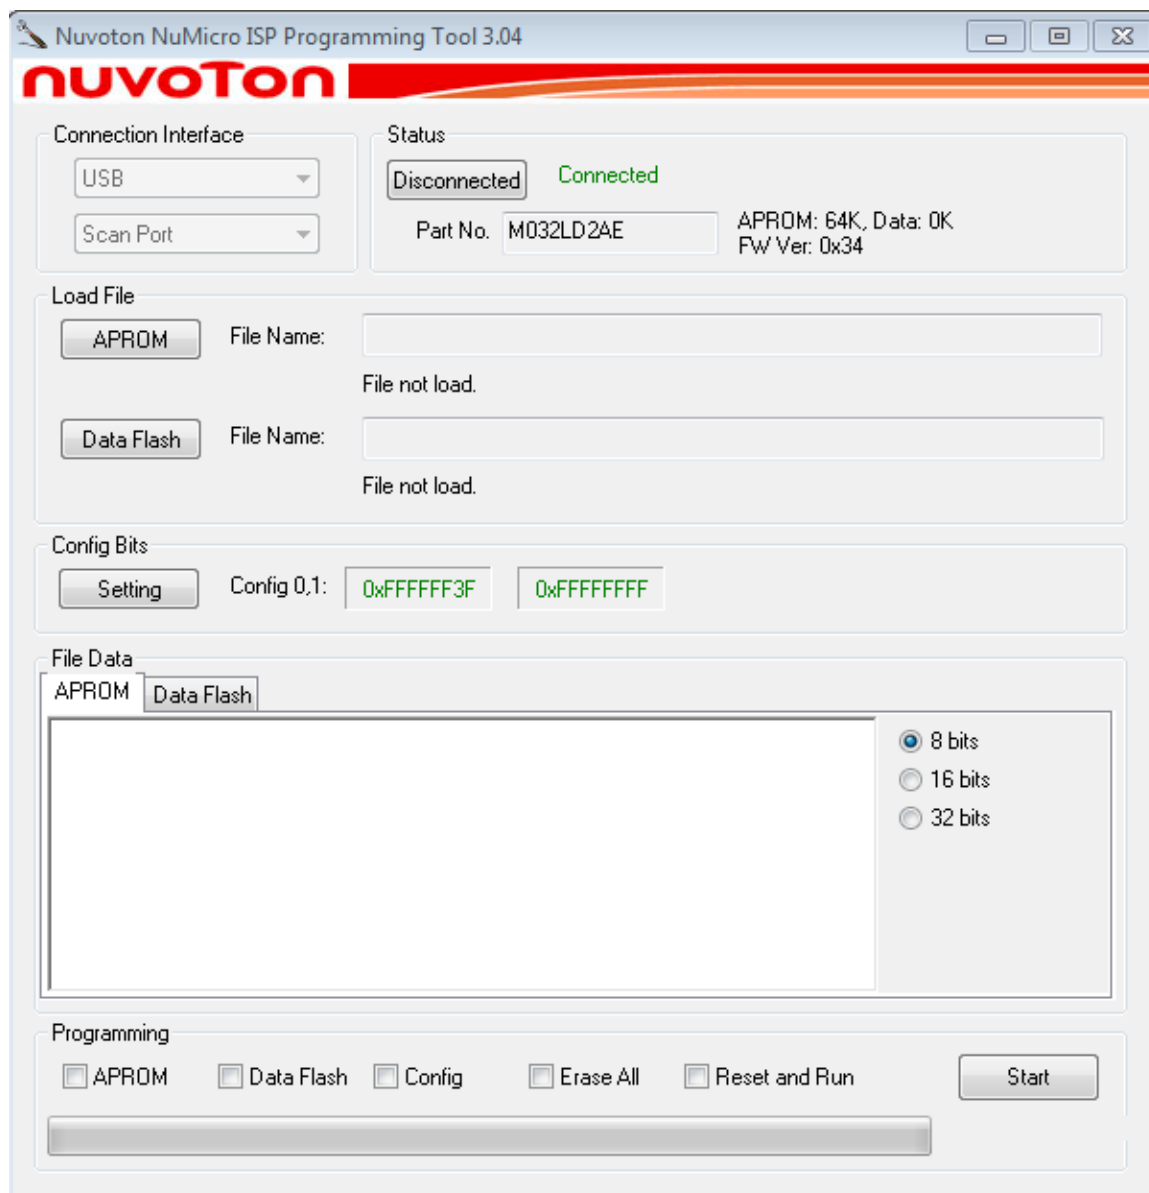 Nuvoton NuMicro ISP Programming Tool 3.04
nuvoTon
Connection Interface
USB
Scan Port
Status
Disconnected Connected
Part No. M032LD2AE
APROM: 64K, Data: 0K
FW Ver: 0x34
Load File
APROM File Name:
File not load.
Data Flash File Name:
File not load.
Config Bits
Setting Config 0,1: 0xFFFFFF3F 0xFFFFFFFF
File Data
APROM Data Flash
8 bits
16 bits
32 bits
Programming
APROM Data Flash Config Erase All Reset and Run Start